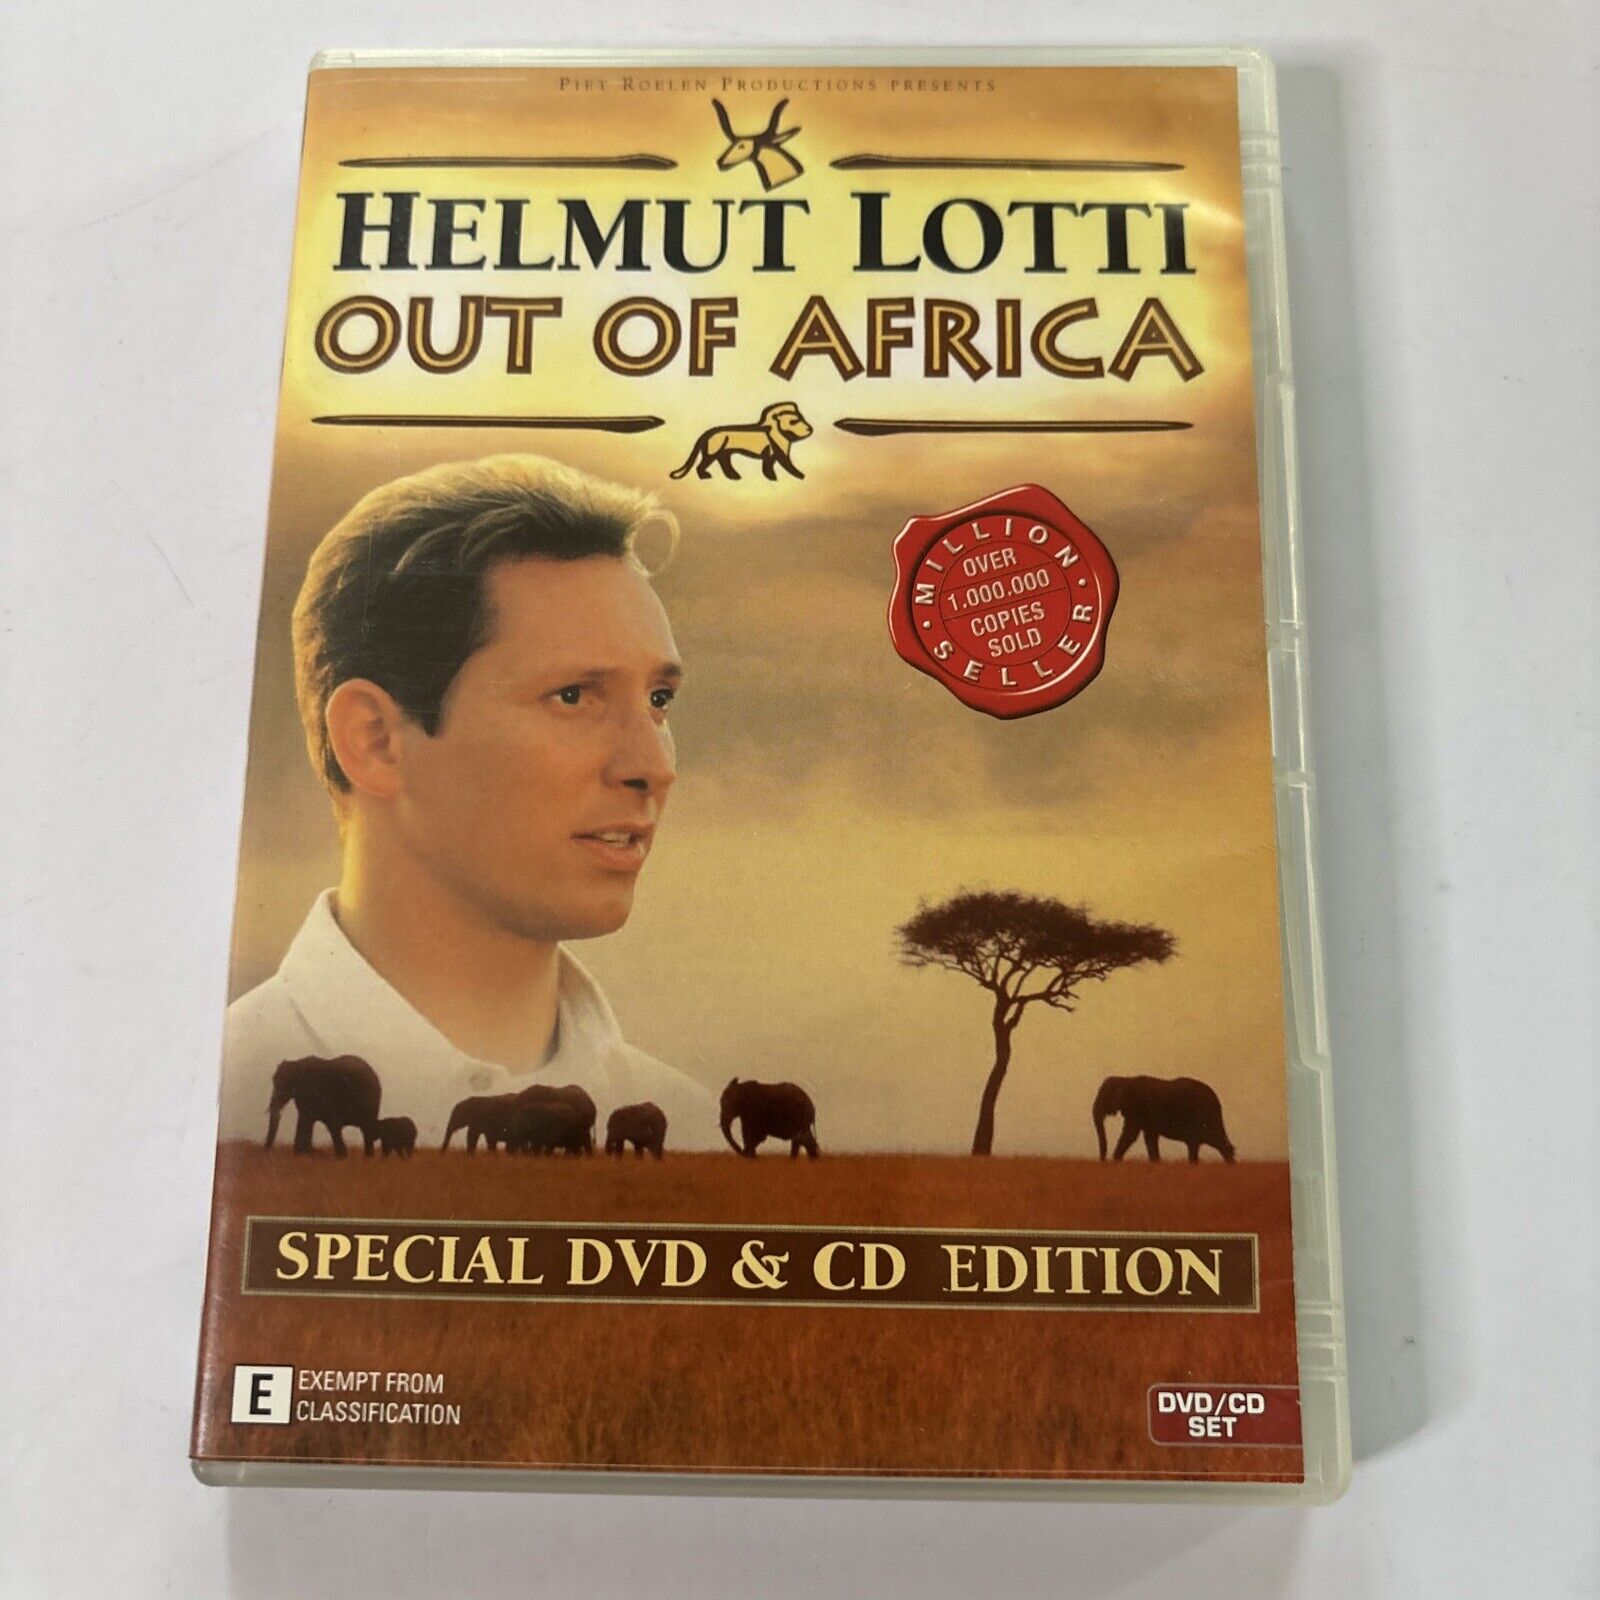 PIET ROELEN PRODUCTIONS PRESENTS
HELMUT LOTTI
OUT OF AFRICA
MILLION
OVER
1.000.000
COPIES
SOLD
SELLER
SPECIAL DVD & CD EDITION
E EXEMPT FROM
CLASSIFICATION
DVD/CD
SET